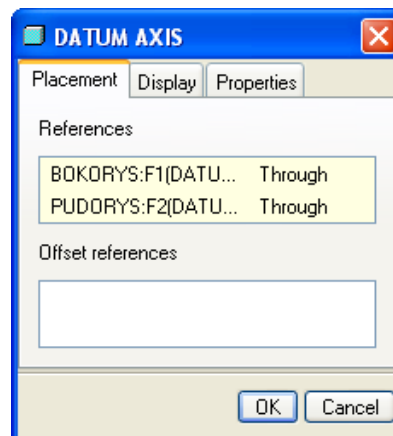 DATUM AXIS
Placement Display Properties
References
BOKORYS:F1(DATU... Through
PUDORYS:F2(DATU... Through
Offset references
OK Cancel